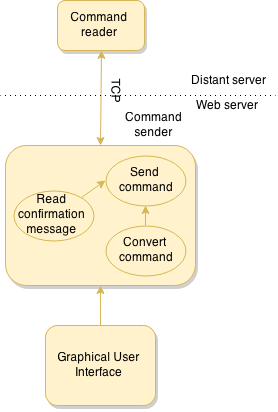 Command
reader
TCP
Distant server
Web server
Command
sender
Send
command
Read
confirmation
message
Convert
command
Graphical User
Interface